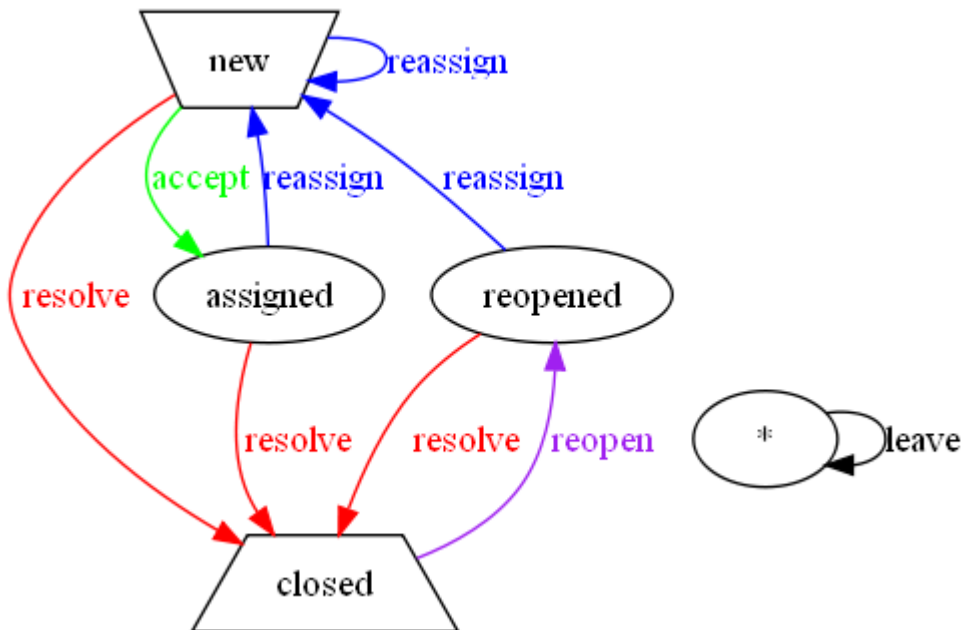 new
reassign
accept
reassign
reassign
resolve
assigned
reopened
resolve
resolve
reopen
*
leave
closed